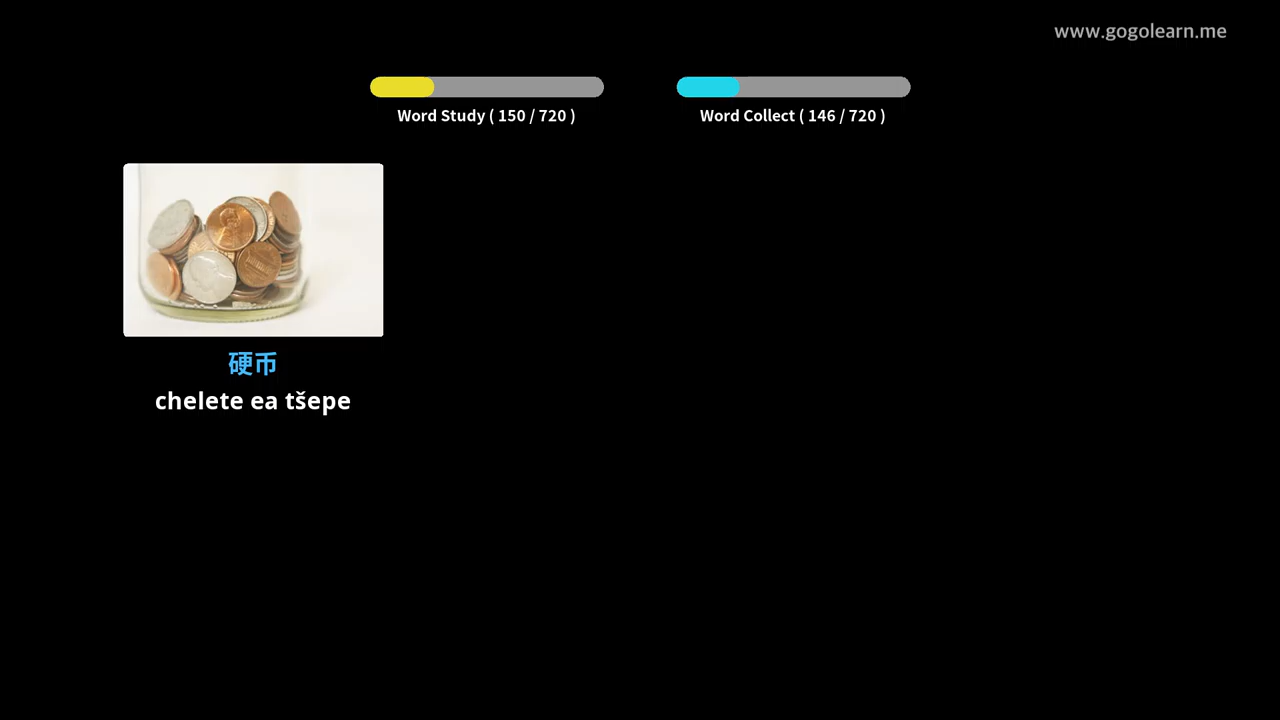 www.gogolearn.me
Word Study ( 150 / 720 )
Word Collect ( 146 / 720 )
硬币
chelete ea tšepe